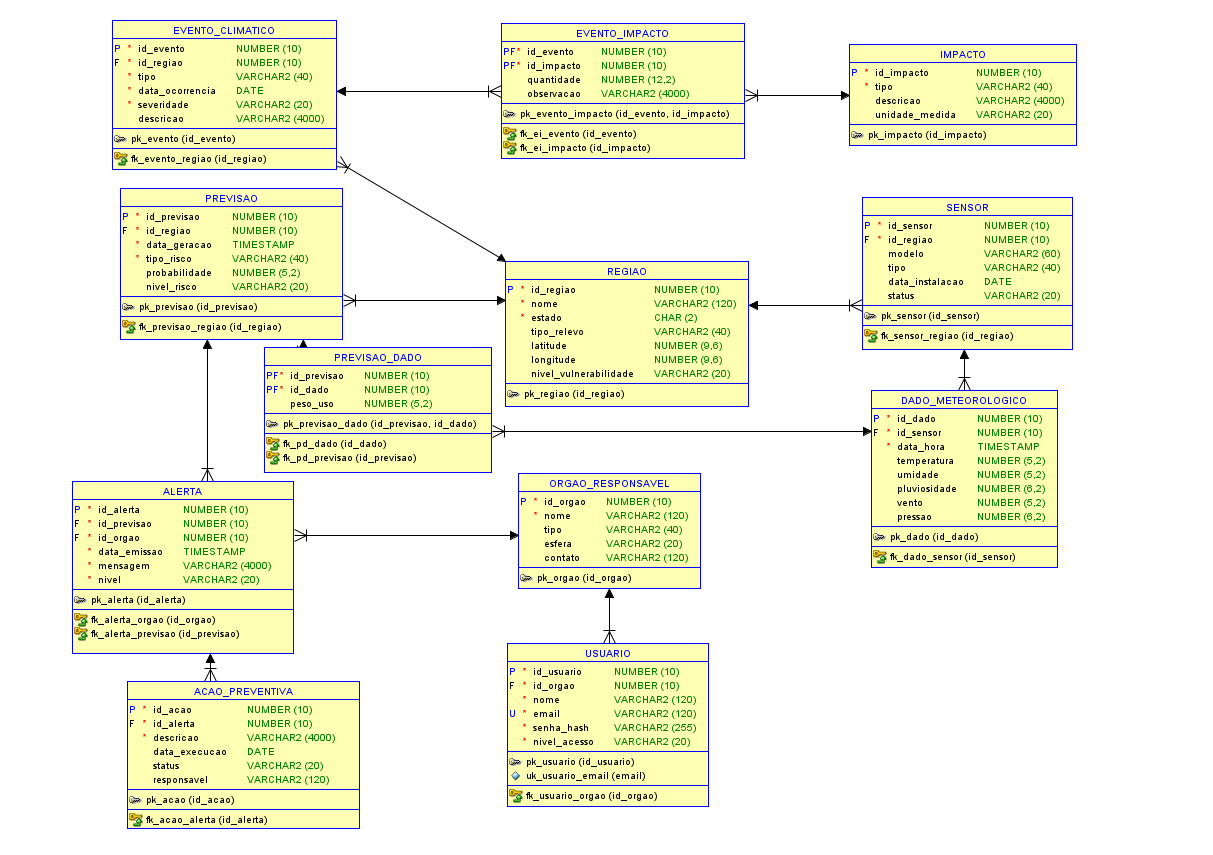 EVENTO_CLIMATICO
P * id_evento NUMBER (10)
F * id_regiao NUMBER (10)
* tipo VARCHAR2 (40)
* data_ocorrencia DATE
* severidade VARCHAR2 (20)
descricao VARCHAR2 (4000)
pk_evento (id_evento)
fk_evento_regiao (id_regiao)
EVENTO_IMPACTO
PF* id_evento NUMBER (10)
PF* id_impacto NUMBER (10)
quantidade NUMBER (12,2)
observacao VARCHAR2 (4000)
pk_evento_impacto (id_evento, id_impacto)
fk_ei_evento (id_evento)
fk_ei_impacto (id_impacto)
IMPACTO
P * id_impacto NUMBER (10)
* tipo VARCHAR2 (40)
descricao VARCHAR2 (4000)
unidade_medida VARCHAR2 (20)
pk_impacto (id_impacto)
PREVISAO
P * id_previsao NUMBER (10)
F * id_regiao NUMBER (10)
* data_geracao TIMESTAMP
* tipo_risco VARCHAR2 (40)
probabilidade NUMBER (5,2)
nivel_risco VARCHAR2 (20)
pk_previsao (id_previsao)
fk_previsao_regiao (id_regiao)
REGIAO
P * id_regiao NUMBER (10)
* nome VARCHAR2 (120)
* estado CHAR (2)
tipo_relevo VARCHAR2 (40)
latitude NUMBER (9,6)
longitude NUMBER (9,6)
nivel_vulnerabilidade VARCHAR2 (20)
pk_regiao (id_regiao)
SENSOR
P * id_sensor NUMBER (10)
F * id_regiao NUMBER (10)
modelo VARCHAR2 (60)
tipo VARCHAR2 (40)
data_instalacao DATE
status VARCHAR2 (20)
pk_sensor (id_sensor)
fk_sensor_regiao (id_regiao)
PREVISAO_DADO
PF* id_previsao NUMBER (10)
PF* id_dado NUMBER (10)
peso_uso NUMBER (5,2)
pk_previsao_dado (id_previsao, id_dado)
fk_pd_dado (id_dado)
fk_pd_previsao (id_previsao)
DADO_METEOROLOGICO
P * id_dado NUMBER (10)
F * id_sensor NUMBER (10)
* data_hora TIMESTAMP
temperatura NUMBER (5,2)
umidade NUMBER (5,2)
pluviosidade NUMBER (6,2)
vento NUMBER (5,2)
pressao NUMBER (6,2)
pk_dado (id_dado)
fk_dado_sensor (id_sensor)
ALERTA
P * id_alerta NUMBER (10)
F * id_previsao NUMBER (10)
F * id_orgao NUMBER (10)
* data_emissao TIMESTAMP
* mensagem VARCHAR2 (4000)
* nivel VARCHAR2 (20)
pk_alerta (id_alerta)
fk_alerta_orgao (id_orgao)
fk_alerta_previsao (id_previsao)
ORGAO_RESPONSAVEL
P * id_orgao NUMBER (10)
* nome VARCHAR2 (120)
tipo VARCHAR2 (40)
esfera VARCHAR2 (20)
contato VARCHAR2 (120)
pk_orgao (id_orgao)
ACAO_PREVENTIVA
P * id_acao NUMBER (10)
F * id_alerta NUMBER (10)
* descricao VARCHAR2 (4000)
data_execucao DATE
status VARCHAR2 (20)
responsavel VARCHAR2 (120)
pk_acao (id_acao)
fk_acao_alerta (id_alerta)
USUARIO
P * id_usuario NUMBER (10)
F * id_orgao NUMBER (10)
* nome VARCHAR2 (120)
U * email VARCHAR2 (120)
* senha_hash VARCHAR2 (255)
* nivel_acesso VARCHAR2 (20)
pk_usuario (id_usuario)
uk_usuario_email (email)
fk_usuario_orgao (id_orgao)